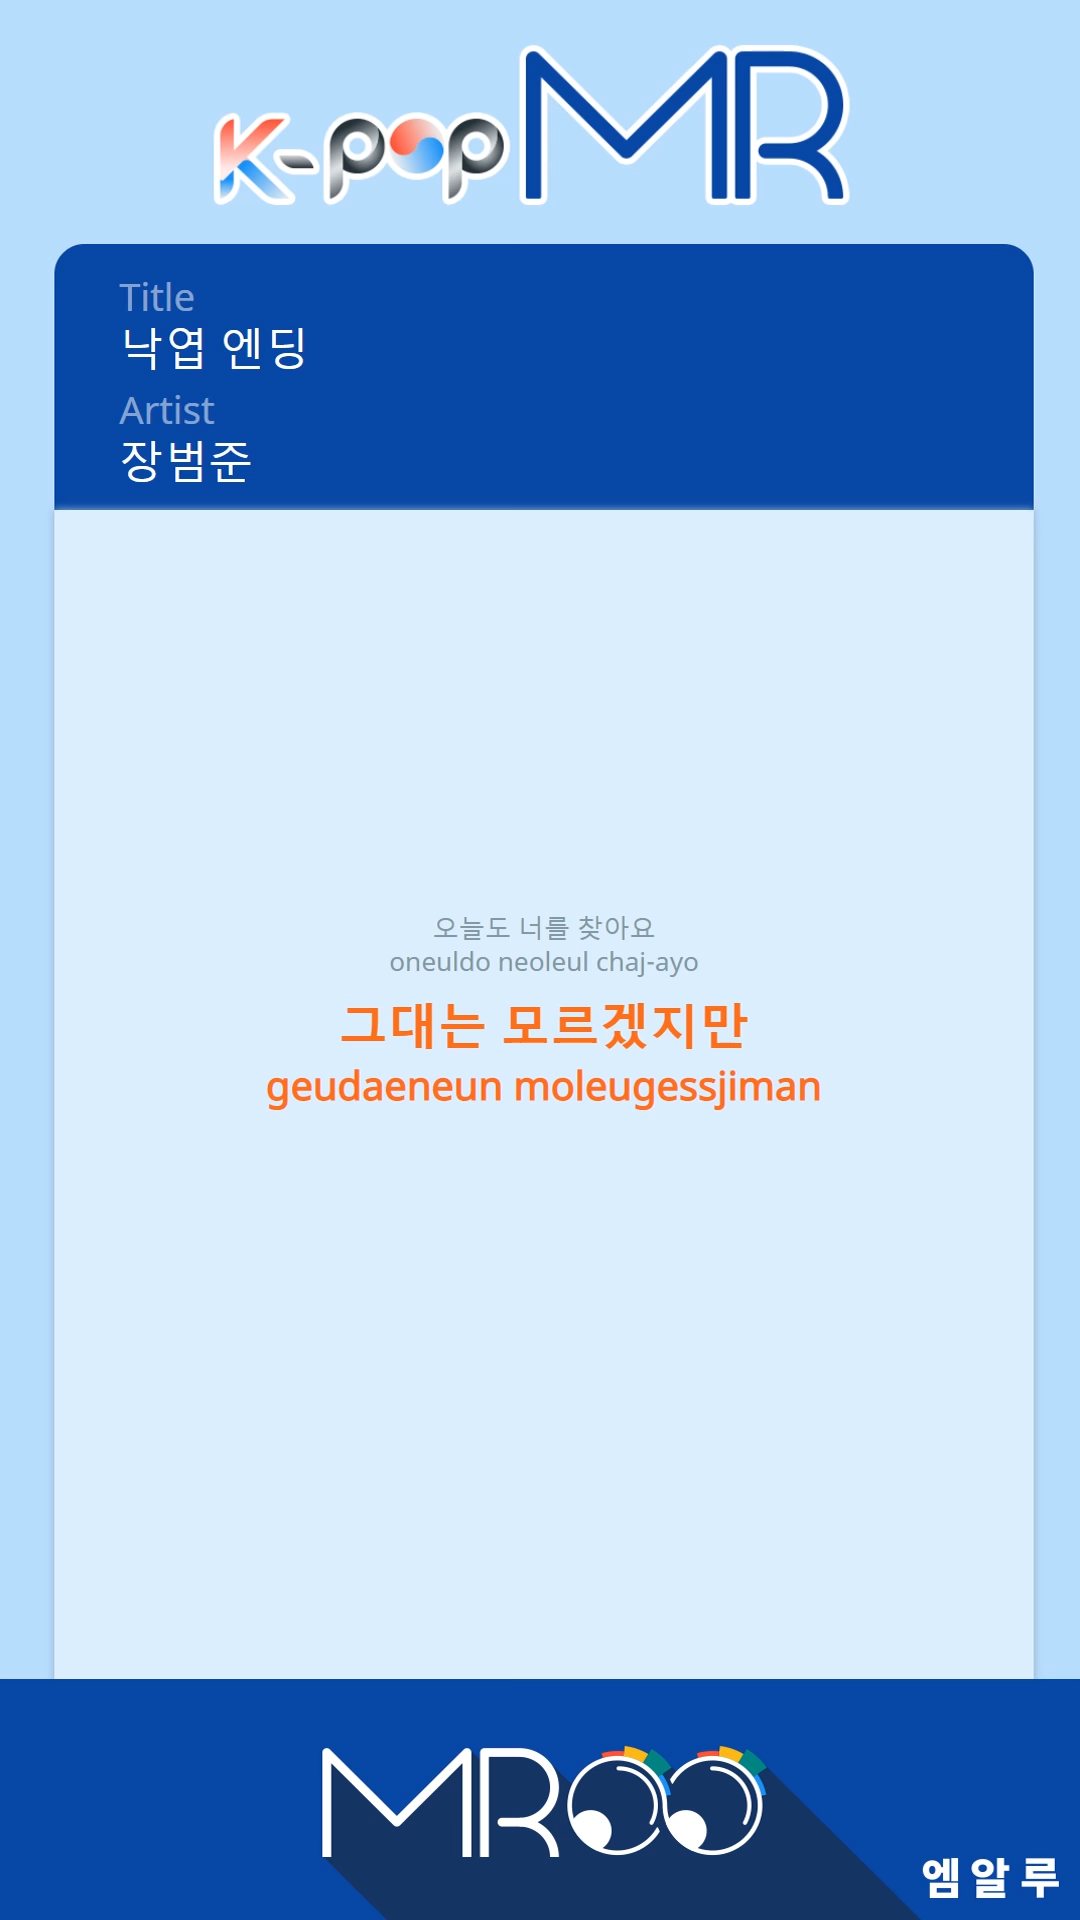 K-pop MR
Title
낙엽 엔딩
Artist
장범준
오늘도 너를 찾아요
oneuldo neoleul chaj-ayo
그대는 모르겠지만
geudaeneun moleugessjiman
MROO
엠알루